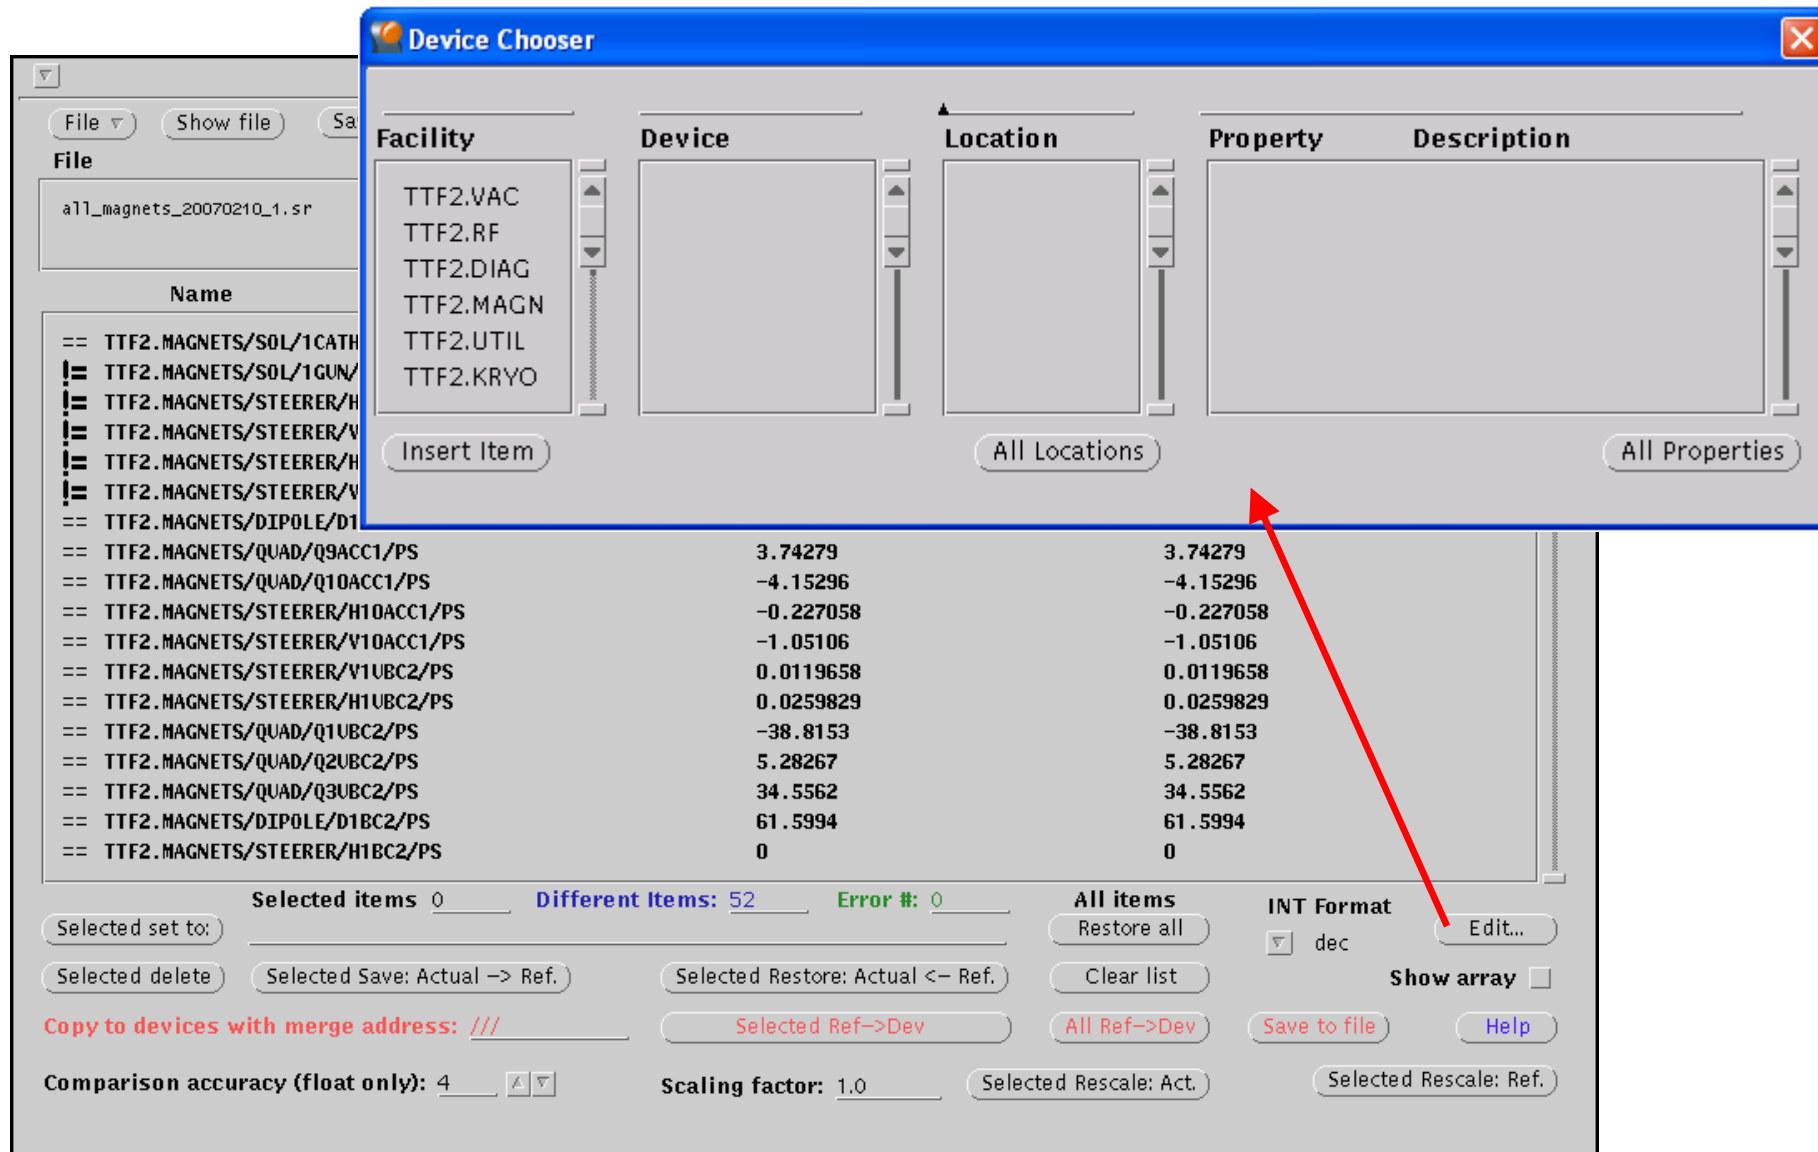 Device Chooser
File Show file Sa
Facility Device Location Property Description
File
TTF2.VAC
all_magnets_20070210_1.sr
TTF2.RF
TTF2.DIAG
Name
TTF2.MAGN
== TTF2.MAGNETS/SOL/1CATH
TTF2.UTIL
!= TTF2.MAGNETS/SOL/1GUN/
TTF2.KRYO
!= TTF2.MAGNETS/STEERER/H
!= TTF2.MAGNETS/STEERER/V
Insert Item All Locations All Properties
!= TTF2.MAGNETS/STEERER/H
!= TTF2.MAGNETS/STEERER/V
== TTF2.MAGNETS/DIPOLE/D1
== TTF2.MAGNETS/QUAD/Q9ACC1/PS 3.74279 3.74279
== TTF2.MAGNETS/QUAD/Q10ACC1/PS -4.15296 -4.15296
== TTF2.MAGNETS/STEERER/H10ACC1/PS -0.227058 -0.227058
== TTF2.MAGNETS/STEERER/V10ACC1/PS -1.05106 -1.05106
== TTF2.MAGNETS/STEERER/V1UBC2/PS 0.0119658 0.0119658
== TTF2.MAGNETS/STEERER/H1UBC2/PS 0.0259829 0.0259829
== TTF2.MAGNETS/QUAD/Q1UBC2/PS -38.8153 -38.8153
== TTF2.MAGNETS/QUAD/Q2UBC2/PS 5.28267 5.28267
== TTF2.MAGNETS/QUAD/Q3UBC2/PS 34.5562 34.5562
== TTF2.MAGNETS/DIPOLE/D1BC2/PS 61.5994 61.5994
== TTF2.MAGNETS/STEERER/H1BC2/PS 0 0
Selected items 0 Different Items: 52 Error #: 0 All items INT Format
Selected set to: Restore all dec Edit...
Selected delete Selected Save: Actual -> Ref. Selected Restore: Actual <- Ref. Clear list Show array
Copy to devices with merge address: /// Selected Ref->Dev All Ref->Dev Save to file Help
Comparison accuracy (float only): 4 Scaling factor: 1.0 Selected Rescale: Act. Selected Rescale: Ref.